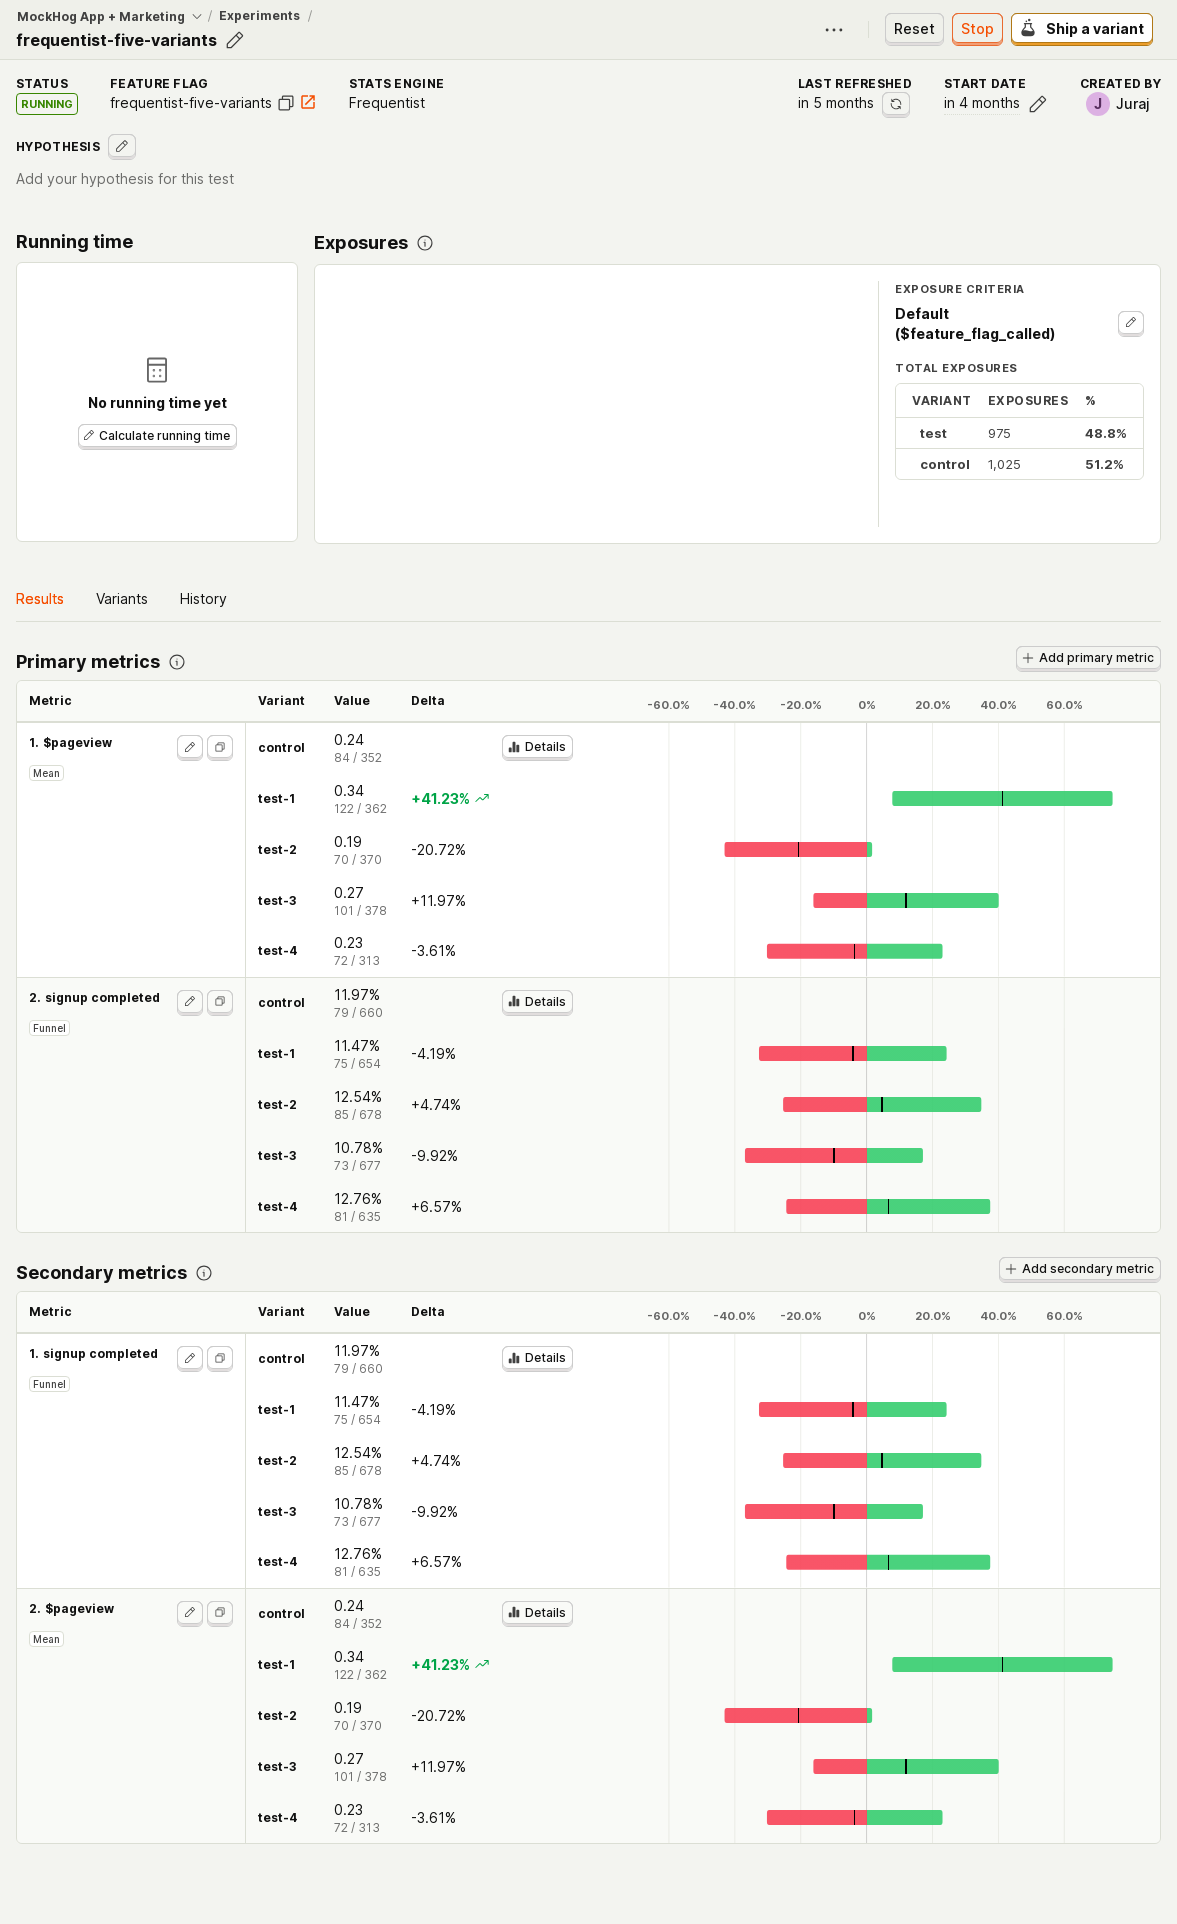 MockHog App + Marketing / Experiments /
frequentist-five-variants
Reset
Stop
Ship a variant
STATUS
RUNNING
FEATURE FLAG
frequentist-five-variants
STATS ENGINE
Frequentist
LAST REFRESHED
in 5 months
START DATE
in 4 months
CREATED BY
J Juraj
HYPOTHESIS
Add your hypothesis for this test
Running time
No running time yet
Calculate running time
Exposures
EXPOSURE CRITERIA
Default
($feature_flag_called)
TOTAL EXPOSURES
VARIANT EXPOSURES %
test 975 48.8%
control 1,025 51.2%
Results Variants History
Primary metrics
Add primary metric
Metric Variant Value Delta -60.0% -40.0% -20.0% 0% 20.0% 40.0% 60.0%
1. $pageview
Mean
control 0.24 Details
84 / 352
test-1 0.34 +41.23%
122 / 362
test-2 0.19 -20.72%
70 / 370
test-3 0.27 +11.97%
101 / 378
test-4 0.23 -3.61%
72 / 313
2. signup completed
Funnel
control 11.97% Details
79 / 660
test-1 11.47% -4.19%
75 / 654
test-2 12.54% +4.74%
85 / 678
test-3 10.78% -9.92%
73 / 677
test-4 12.76% +6.57%
81 / 635
Secondary metrics
Add secondary metric
Metric Variant Value Delta -60.0% -40.0% -20.0% 0% 20.0% 40.0% 60.0%
1. signup completed
Funnel
control 11.97% Details
79 / 660
test-1 11.47% -4.19%
75 / 654
test-2 12.54% +4.74%
85 / 678
test-3 10.78% -9.92%
73 / 677
test-4 12.76% +6.57%
81 / 635
2. $pageview
Mean
control 0.24 Details
84 / 352
test-1 0.34 +41.23%
122 / 362
test-2 0.19 -20.72%
70 / 370
test-3 0.27 +11.97%
101 / 378
test-4 0.23 -3.61%
72 / 313